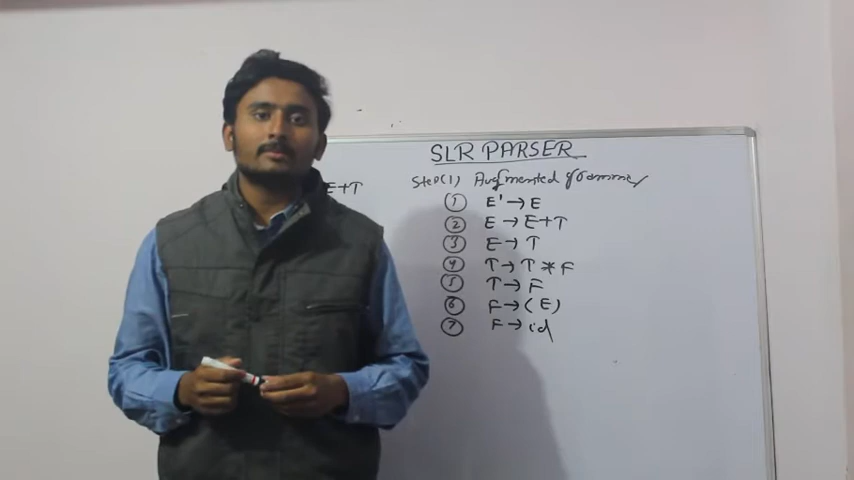 SLR PARSER
E+T
Step(1) Augmented grammar
① E' → E
② E → E+T
③ E → T
④ T → T * F
⑤ T → F
⑥ F → (E)
⑦ F → id